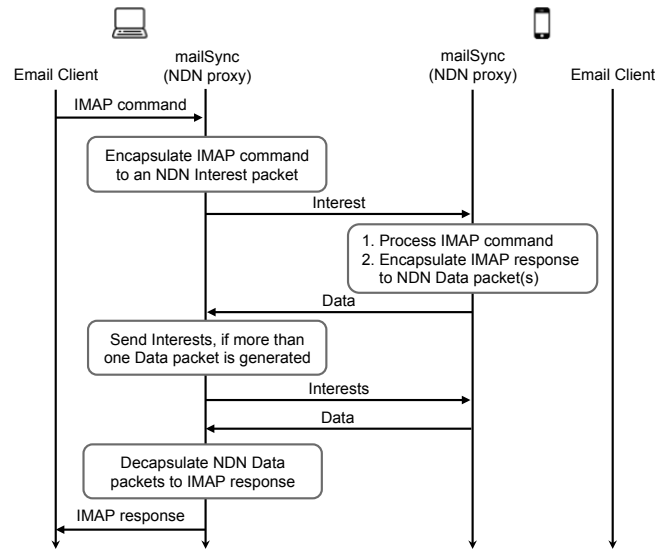 mailSync
(NDN proxy)
mailSync
(NDN proxy)
Email Client
Email Client
IMAP command
Encapsulate IMAP command
to an NDN Interest packet
Interest
1. Process IMAP command
2. Encapsulate IMAP response
to NDN Data packet(s)
Data
Send Interests, if more than
one Data packet is generated
Interests
Data
Decapsulate NDN Data
packets to IMAP response
IMAP response